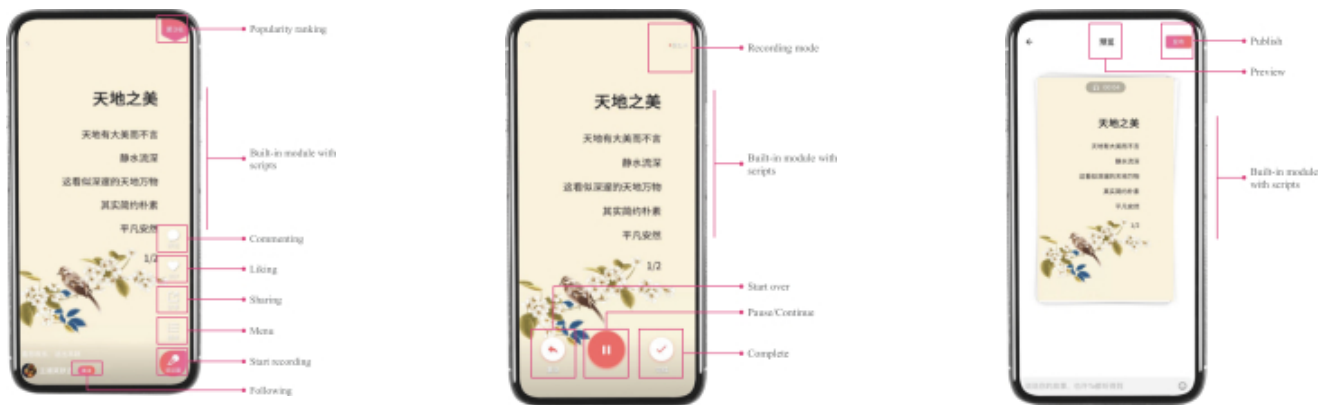 Popularity ranking
天地之美
天地有大美而不言
静水流深
这看似深邃的天地万物
其实简约朴素
平凡安然
1/2
Built-in module with
scripts
Commenting
Liking
Sharing
Menu
Start recording
Following
Recording mode
天地之美
天地有大美而不言
静水流深
这看似深邃的天地万物
其实简约朴素
平凡安然
1/2
Built-in module with
scripts
Start over
Pause/Continue
Complete
预览
Publish
Preview
天地之美
天地有大美而不言
静水流深
这看似深邃的天地万物
其实简约朴素
平凡安然
1/2
Built-in module
with scripts